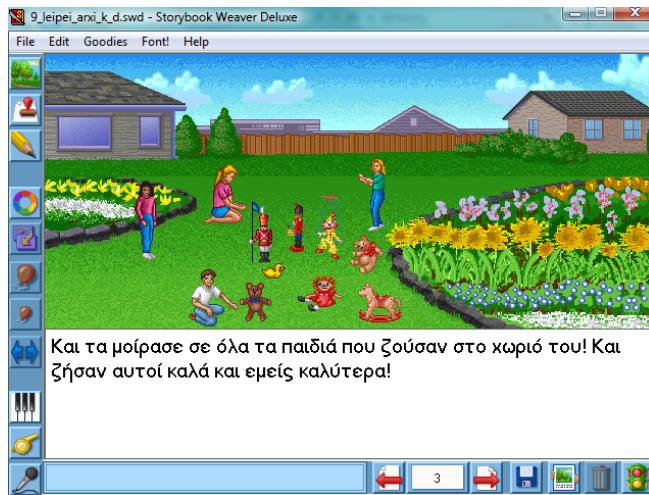 9_leipei_arxi_k_d.swd - Storybook Weaver Deluxe
File Edit Goodies Font! Help
Και τα μοίρασε σε όλα τα παιδιά που ζούσαν στο χωριό του! Και
ζήσαν αυτοί καλά και εμείς καλύτερα!
3